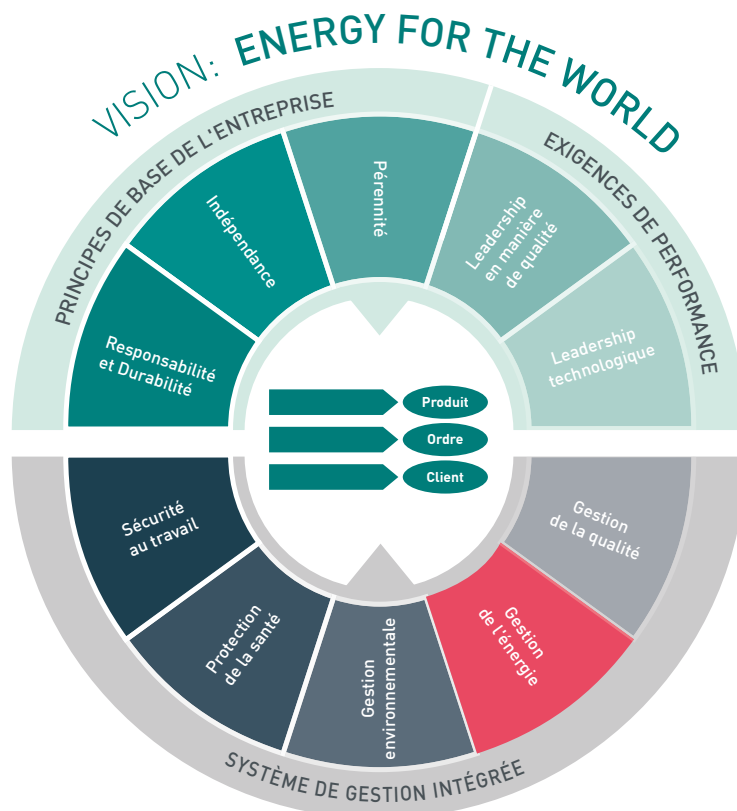 VISION: ENERGY FOR THE WORLD
PRINCIPES DE BASE DE L'ENTREPRISE
EXIGENCES DE PERFORMANCE
Responsabilité
et Durabilité
Indépendance
Pérennité
Leadership
en manière
de qualité
Leadership
technologique
Produit
Ordre
Client
Sécurité
au travail
Protection
de la santé
Gestion
environnementale
Gestion
de l'énergie
Gestion
de la qualité
SYSTÈME DE GESTION INTÉGRÉE